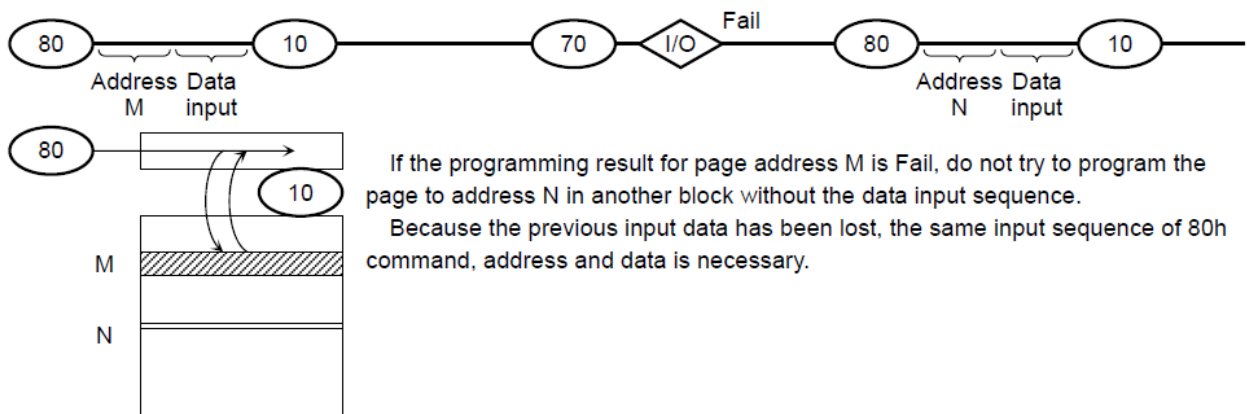 Fail
80 10 70 I/O 80 10
Address Data Address Data
M input N input
80
If the programming result for page address M is Fail, do not try to program the
10
page to address N in another block without the data input sequence.
Because the previous input data has been lost, the same input sequence of 80h
M
command, address and data is necessary.
N